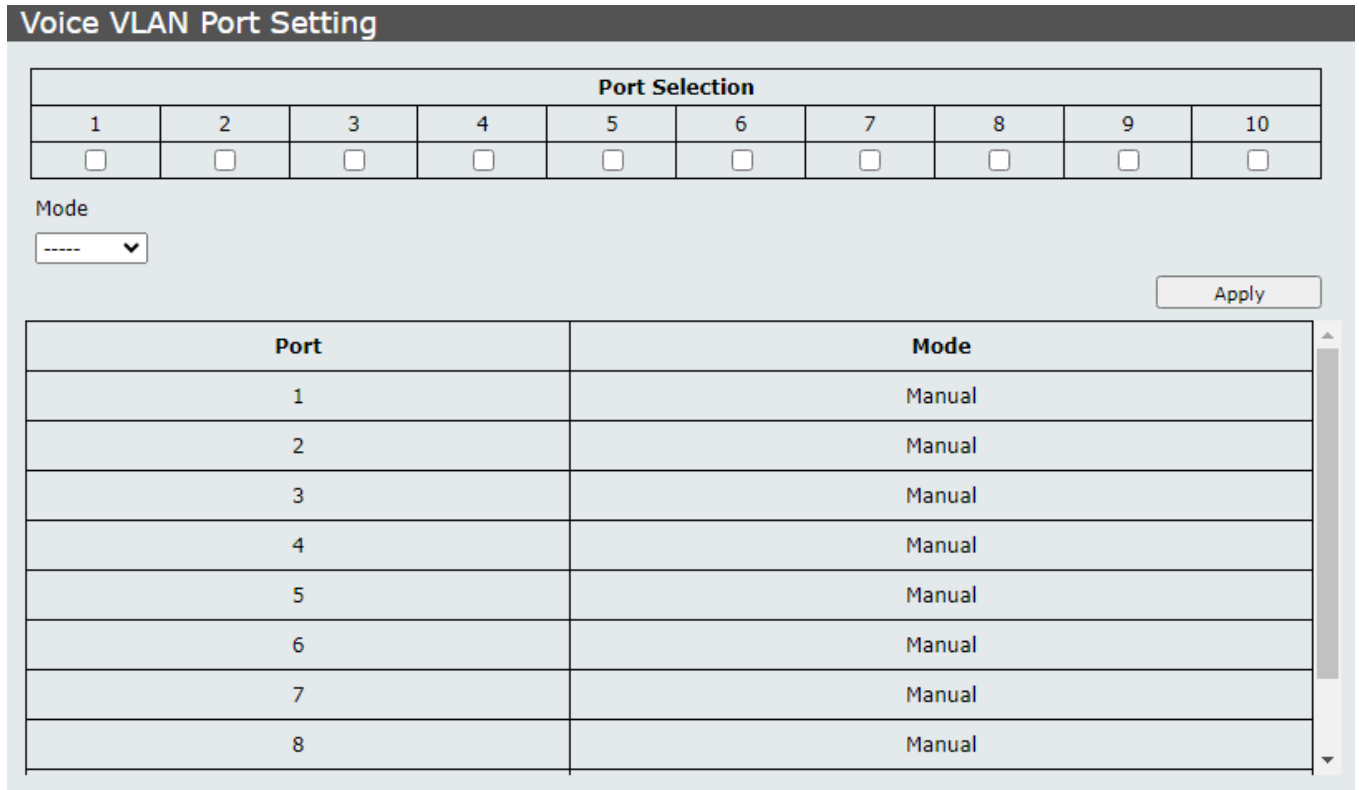 Voice VLAN Port Setting
Port Selection
1 2 3 4 5 6 7 8 9 10
Mode
-----
Apply
Port Mode
1 Manual
2 Manual
3 Manual
4 Manual
5 Manual
6 Manual
7 Manual
8 Manual